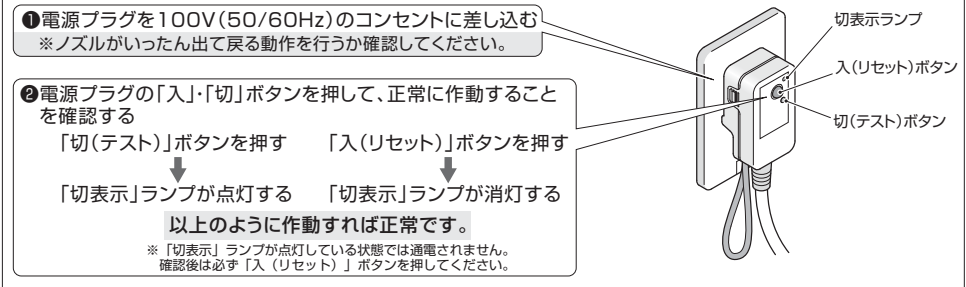 ❶電源プラグを100V(50/60Hz)のコンセントに差し込む
※ノズルがいったん出て戻る動作を行うか確認してください。
❷電源プラグの「入」・「切」ボタンを押して、正常に作動すること
を確認する
「切(テスト)」ボタンを押す
「切表示」ランプが点灯する
「入(リセット)」ボタンを押す
「切表示」ランプが消灯する
以上のように作動すれば正常です。
※「切表示」ランプが点灯している状態では通電されません。
確認後は必ず「入(リセット)」ボタンを押してください。
切表示ランプ
入(リセット)ボタン
切(テスト)ボタン